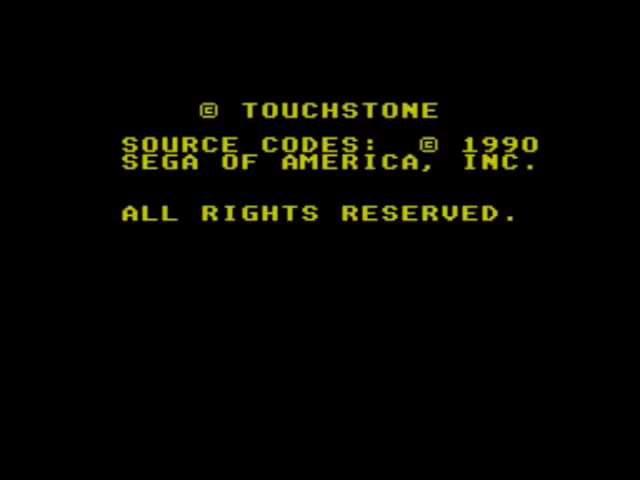 © TOUCHSTONE
SOURCE CODES: © 1990
SEGA OF AMERICA, INC.
ALL RIGHTS RESERVED.